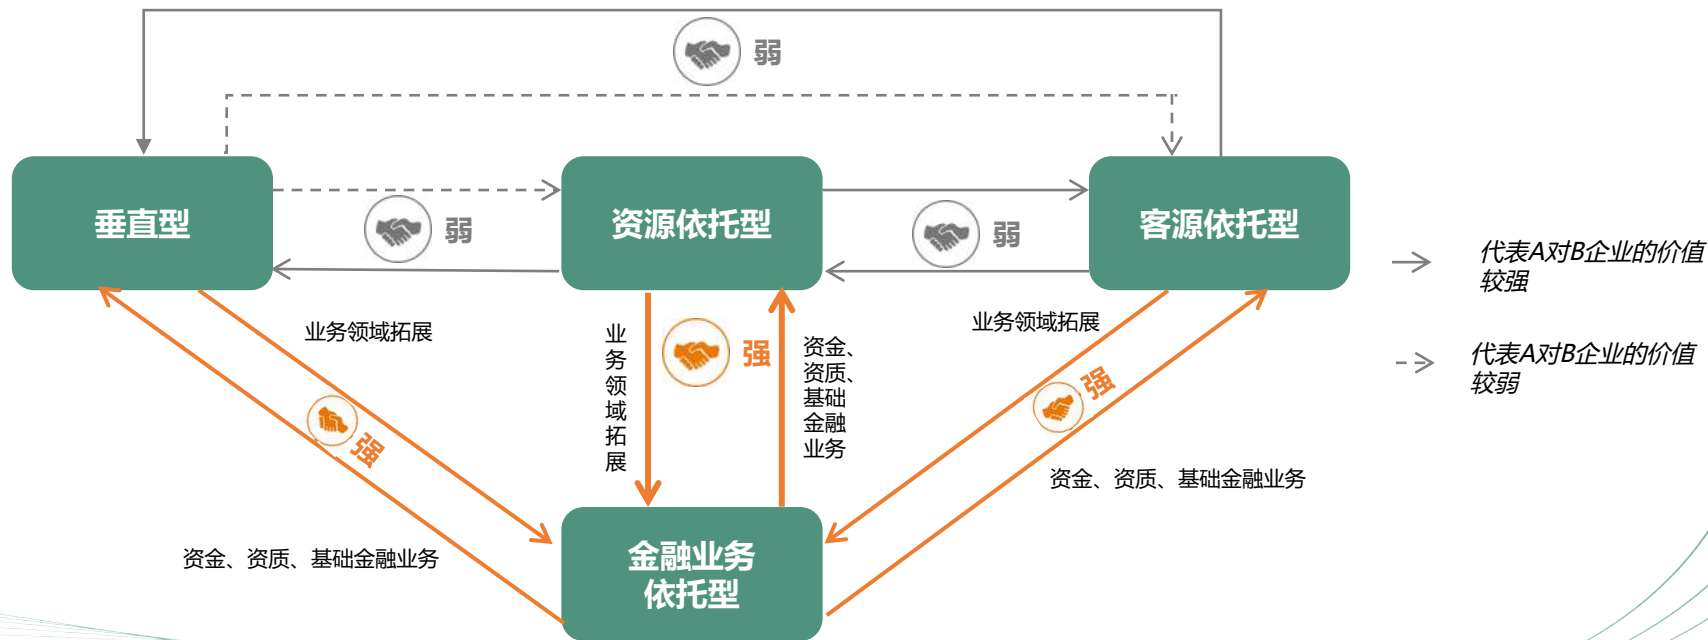 弱
垂直型
弱
资源依托型
弱
客源依托型
代表A对B企业的价值
较强
代表A对B企业的价值
较弱
业务领域拓展
强
资金、资质、基础金融业务
业
务
领
域
拓
展
强
资金、
资质、
基础
金融
业务
业务领域拓展
强
资金、资质、基础金融业务
金融业务
依托型